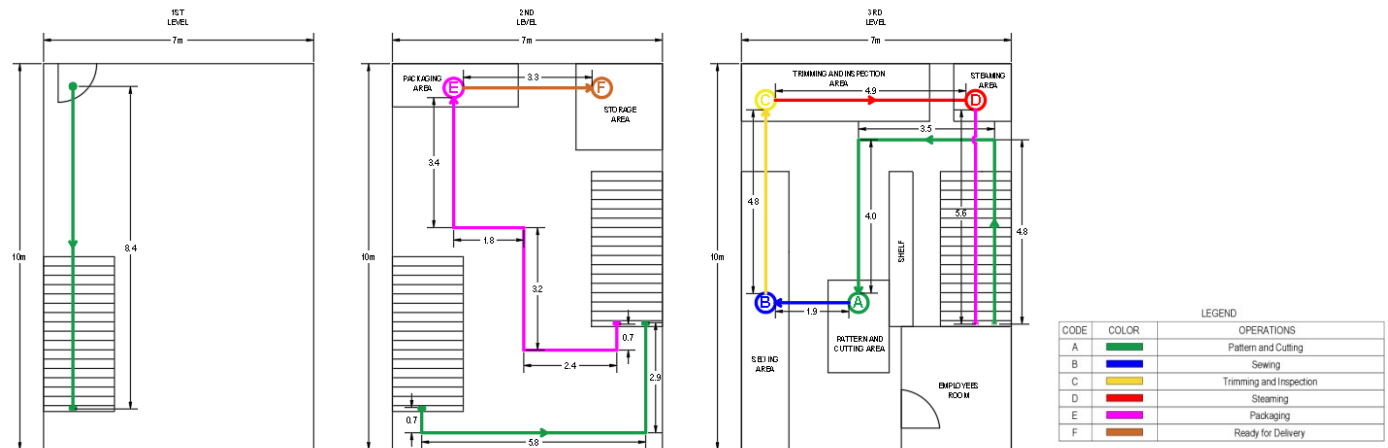 1ST
LEVEL
7m
10m
8.4
2ND
LEVEL
7m
10m
PACKAGING
AREA
E
3.3
F
STORAGE
AREA
3.4
1.8
3.2
0.7
2.4
2.9
0.7
5.8
3RD
LEVEL
7m
10m
TRIMMING AND INSPECTION
AREA
STEAMING
AREA
C
4.9
D
3.5
4.8
4.0
5.6
4.8
SHELF
B
A
1.9
PATTERN AND
CUTTING AREA
SEWING
AREA
EMPLOYEES
ROOM
LEGEND
CODE COLOR OPERATIONS
A Pattern and Cutting
B Sewing
C Trimming and Inspection
D Steaming
E Packaging
F Ready for Delivery